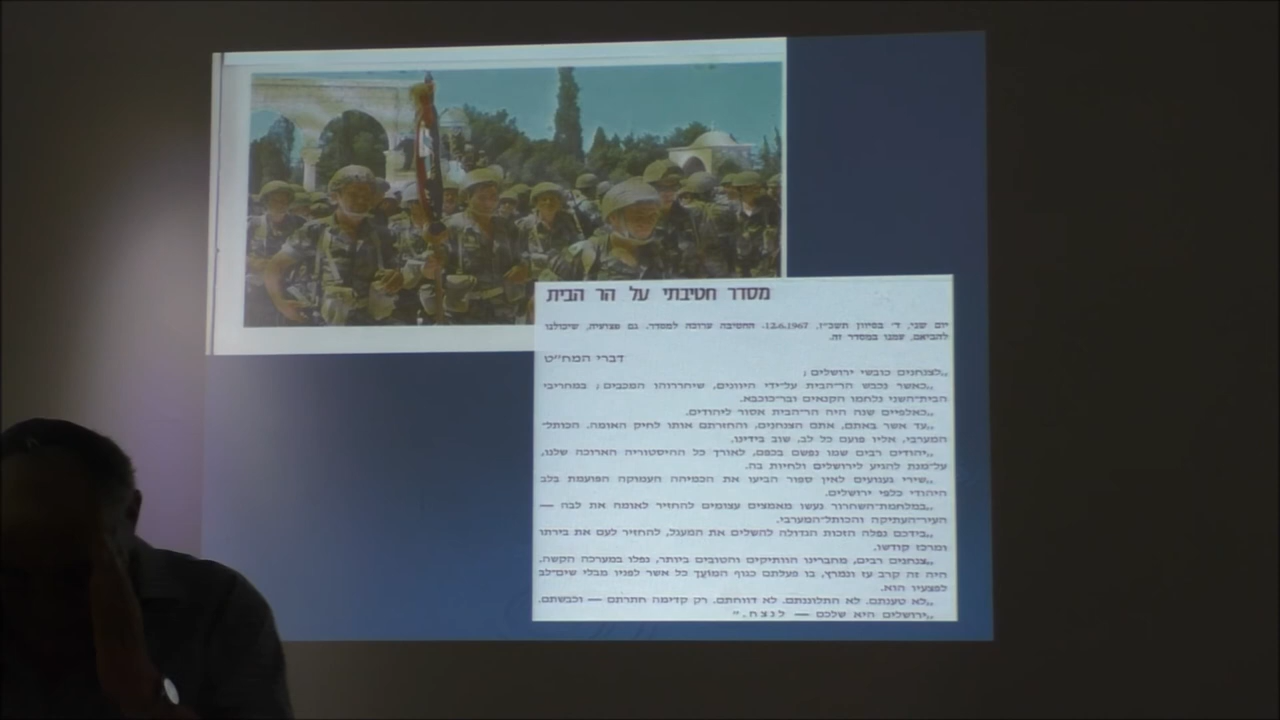 מסדר חטיבתי על הר הבית
יום שני, ד׳ בסיוון תשכ״ז, 12.6.1967. החטיבה ערוכה למסדר. גם פצועיה, שיכולנו
להביאם, שמנו במסדר זה.
דברי המח״ט
„לצנחנים כובשי ירושלים;
„כאשר נכבש הר־הבית על־ידי היוונים, שיחררוהו המכבים; במחריבי
הבית־השני נלחמו הקנאים ובר־כוכבא.
„כאלפיים שנה היה הר־הבית אסור ליהודים.
„עד אשר באתם, אתם הצנחנים, והחזרתם אותו לחיק האומה. הכותל־
המערבי, אליו פועם כל לב, שוב בידינו.
„יהודים רבים שמו נפשם בכפם, לאורך כל ההיסטוריה הארוכה שלנו,
על־מנת להגיע לירושלים ולחיות בה.
„שירי געגועים לאין ספור הביעו את הכמיהה העמוקה הפועמת בלב
היהודי כלפי ירושלים.
„במלחמת־השחרור נעשו מאמצים עצומים להחזיר לאומה את לבה —
העיר־העתיקה והכותל־המערבי.
„בידכם נפלה הזכות הגדולה להשלים את המעגל, להחזיר לעם את בירתו
ומרכז קודשו.
„צנחנים רבים, מחברינו הוותיקים והטובים ביותר, נפלו במערכה הקשה.
היה זה קרב עז ונמרץ, בו פעלתם כגוף המועך כל אשר לפניו מבלי שים־לב
לפצעיו הוא.
„לא טענתם. לא התלוננתם. לא דווחתם. רק קדימה חתרתם — וכבשתם.
„ירושלים היא שלכם — לנצח.״